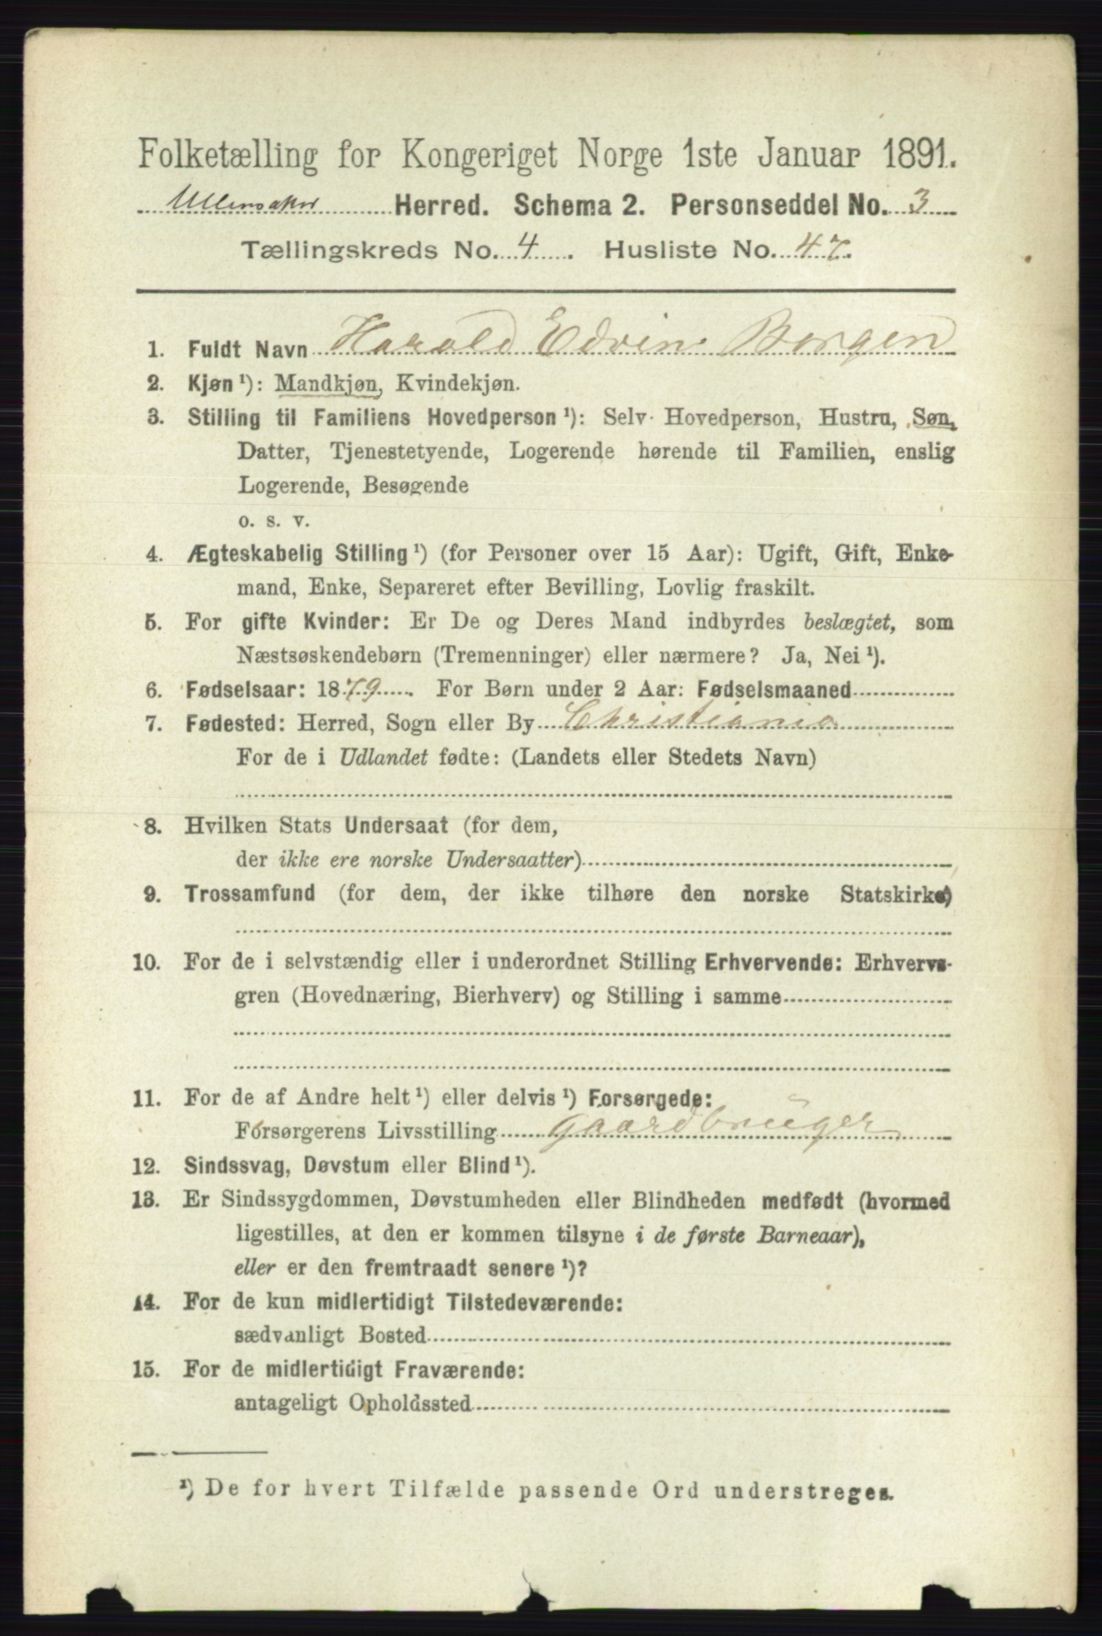 Folketælling for Kongeriget Norge 1ste Januar 1891.
Ullensaker Herred. Schema 2. Personseddel No. 3
Tællingskreds No. 4. Husliste No. 47.
1. Fuldt Navn Harald Edvin Borgen
2. Kjøn ¹): Mandkjøn, Kvindekjøn.
3. Stilling til Familiens Hovedperson ¹): Selv Hovedperson, Hustru, Søn,
Datter, Tjenestetyende, Logerende hørende til Familien, enslig
Logerende, Besøgende
o. s. v.
4. Ægteskabelig Stilling ¹) (for Personer over 15 Aar): Ugift, Gift, Enke-
mand, Enke, Separeret efter Bevilling, Lovlig fraskilt.
5. For gifte Kvinder: Er De og Deres Mand indbyrdes beslægtet, som
Næstsøskendebørn (Tremenninger) eller nærmere? Ja, Nei ¹).
6. Fødselsaar: 1879. For Børn under 2 Aar: Fødselsmaaned
7. Fødested: Herred, Sogn eller By Christiania
For de i Udlandet fødte: (Landets eller Stedets Navn)
8. Hvilken Stats Undersaat (for dem,
der ikke ere norske Undersaatter)
9. Trossamfund (for dem, der ikke tilhøre den norske Statskirke)
10. For de i selvstændig eller i underordnet Stilling Erhvervende: Erhvervs-
gren (Hovednæring, Bierhverv) og Stilling i samme
11. For de af Andre helt ¹) eller delvis ¹) Forsørgede:
Forsørgerens Livsstilling gaardbruger
12. Sindssvag, Døvstum eller Blind ¹).
13. Er Sindssygdommen, Døvstumheden eller Blindheden medfødt (hvormed
ligestilles, at den er kommen tilsyne i de første Barneaar),
eller er den fremtraadt senere ¹)?
14. For de kun midlertidigt Tilstedeværende:
sædvanligt Bosted
15. For de midlertidigt Fraværende:
antageligt Opholdssted
¹) De for hvert Tilfælde passende Ord understreges.